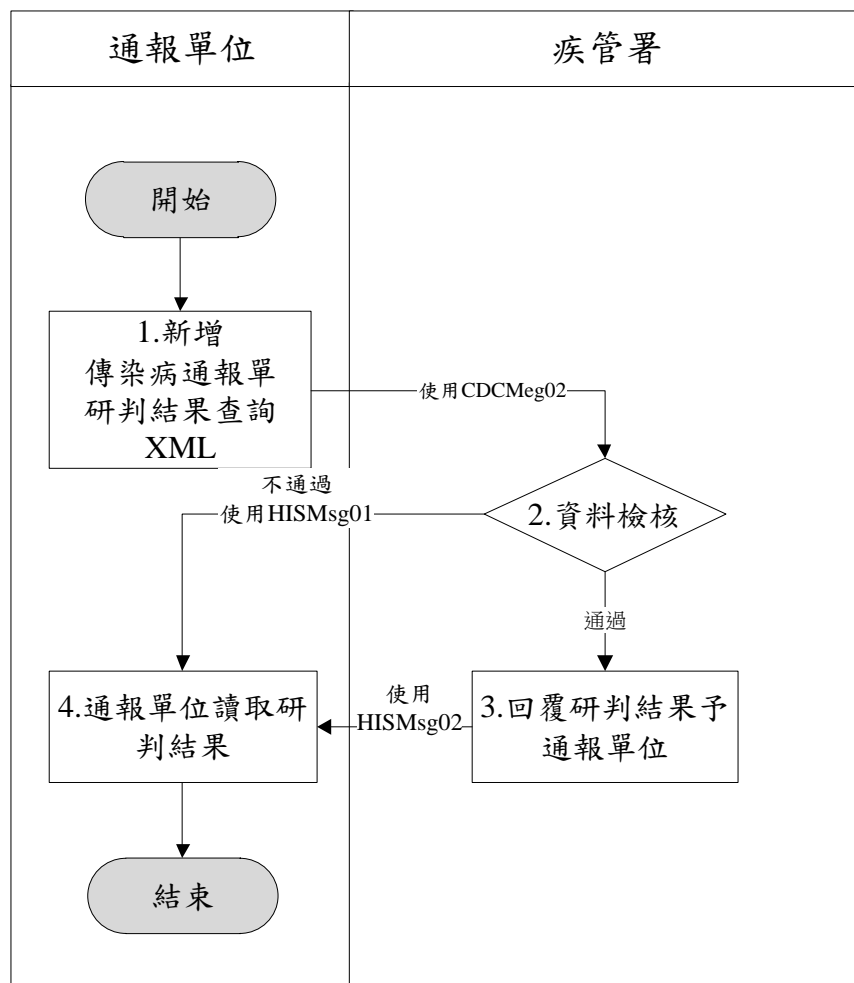 通報單位
疾管署
開始
1.新增
傳染病通報單
研判結果查詢
XML
使用CDCMeg02
不通過
使用HISMsg01
2.資料檢核
通過
4.通報單位讀取研
判結果
使用
HISMsg02
3.回覆研判結果予
通報單位
結束